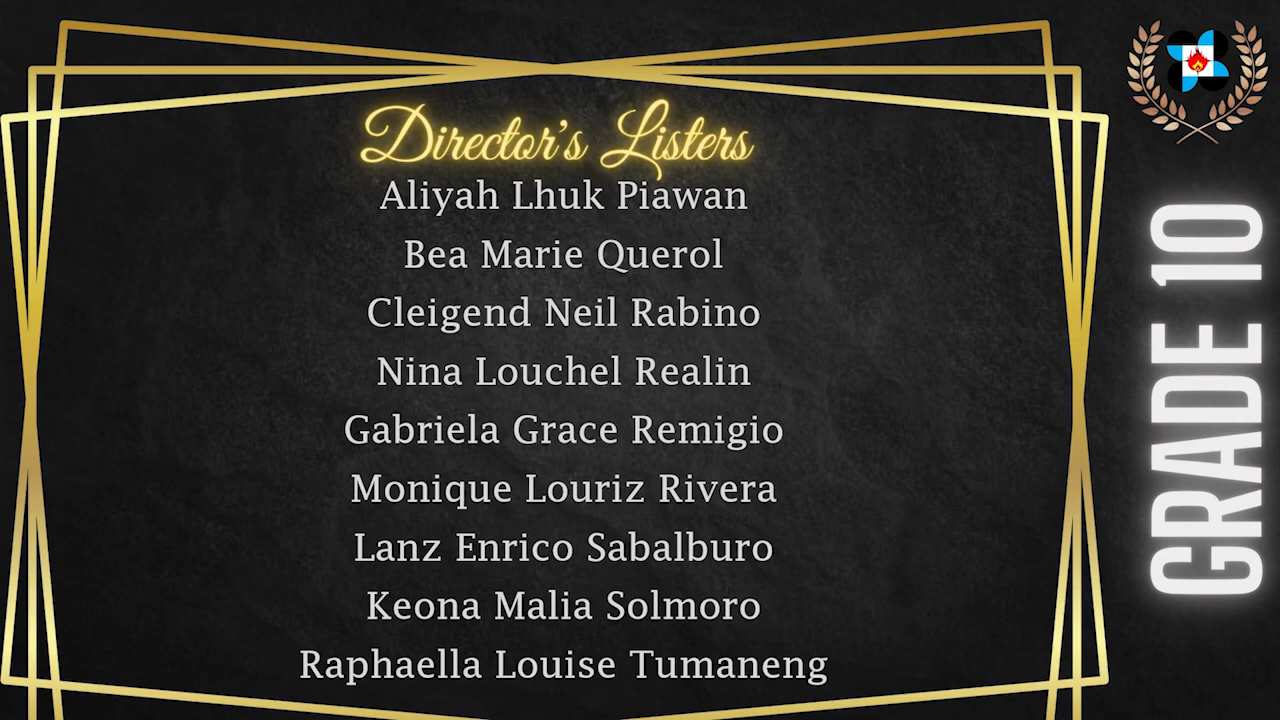 Director's Listers
Aliyah Lhuk Piawan
Bea Marie Querol
Cleigend Neil Rabino
Nina Louchel Realin
Gabriela Grace Remigio
Monique Louriz Rivera
Lanz Enrico Sabalburo
Keona Malia Solmoro
Raphaella Louise Tumaneng
GRADE 10